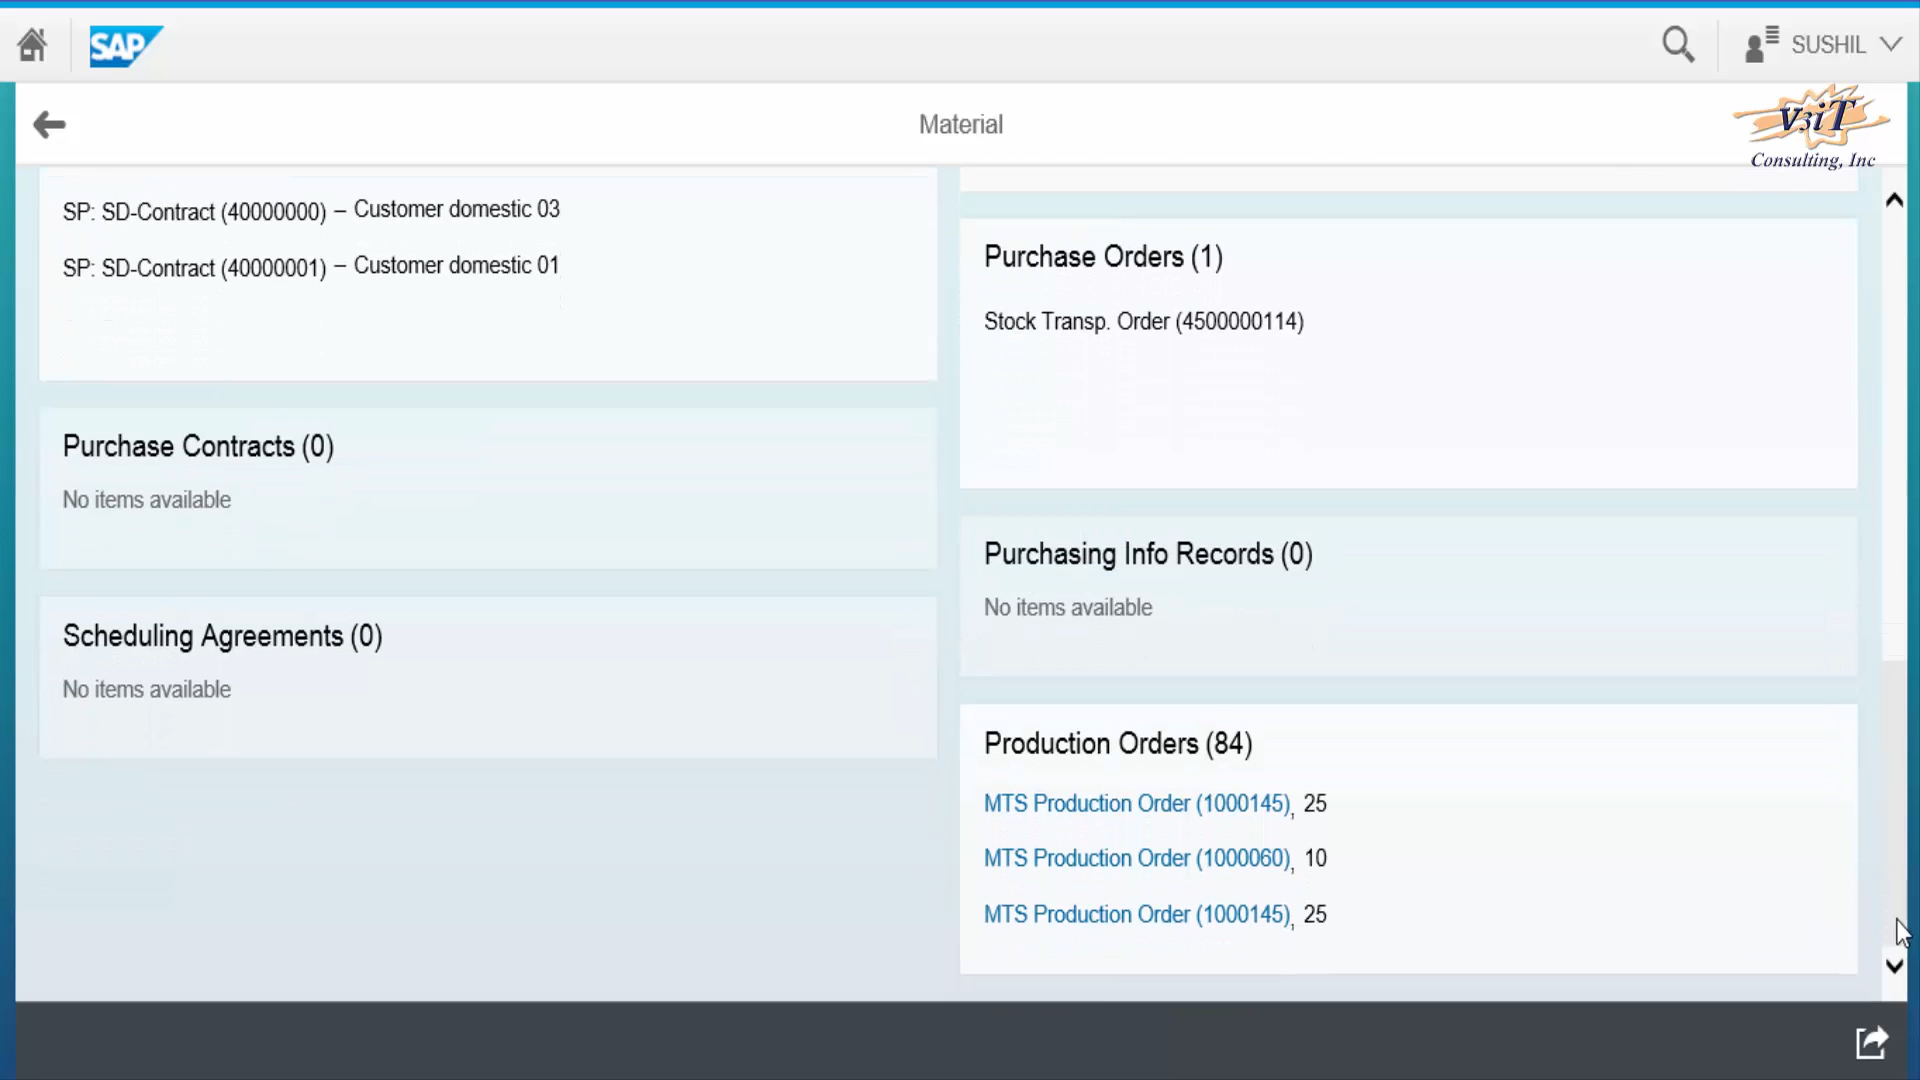 SAP
SUSHIL
Material
V3iT
Consulting, Inc
SP: SD-Contract (40000000) – Customer domestic 03
SP: SD-Contract (40000001) – Customer domestic 01
Purchase Contracts (0)
No items available
Scheduling Agreements (0)
No items available
Purchase Orders (1)
Stock Transp. Order (4500000114)
Purchasing Info Records (0)
No items available
Production Orders (84)
MTS Production Order (1000145), 25
MTS Production Order (1000060), 10
MTS Production Order (1000145), 25